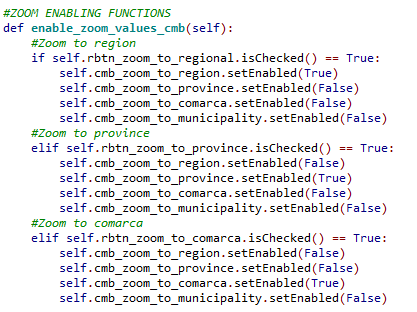 #ZOOM ENABLING FUNCTIONS
def enable_zoom_values_cmb(self):
    #Zoom to region
    if self.rbtn_zoom_to_regional.isChecked() == True:
        self.cmb_zoom_to_region.setEnabled(True)
        self.cmb_zoom_to_province.setEnabled(False)
        self.cmb_zoom_to_comarca.setEnabled(False)
        self.cmb_zoom_to_municipality.setEnabled(False)
    #Zoom to province
    elif self.rbtn_zoom_to_province.isChecked() == True:
        self.cmb_zoom_to_region.setEnabled(False)
        self.cmb_zoom_to_province.setEnabled(True)
        self.cmb_zoom_to_comarca.setEnabled(False)
        self.cmb_zoom_to_municipality.setEnabled(False)
    #Zoom to comarca
    elif self.rbtn_zoom_to_comarca.isChecked() == True:
        self.cmb_zoom_to_region.setEnabled(False)
        self.cmb_zoom_to_province.setEnabled(False)
        self.cmb_zoom_to_comarca.setEnabled(True)
        self.cmb_zoom_to_municipality.setEnabled(False)